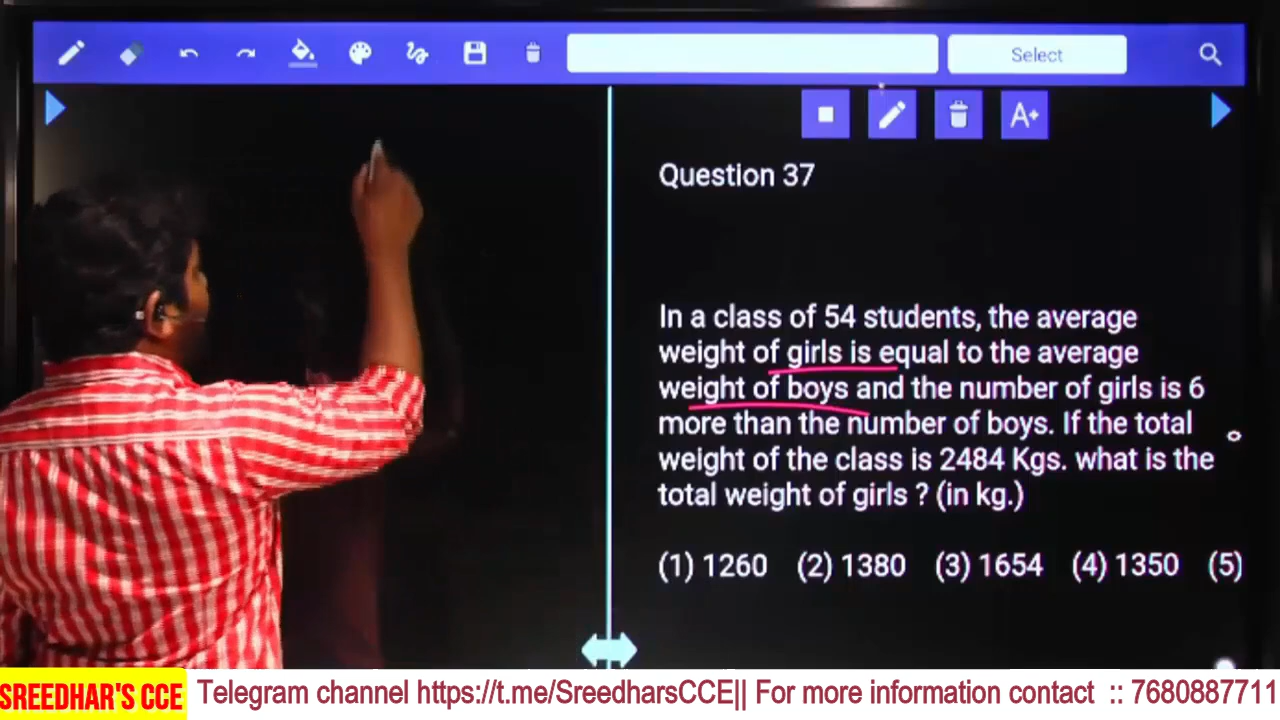 Select
A+
Question 37
In a class of 54 students, the average
weight of girls is equal to the average
weight of boys and the number of girls is 6
more than the number of boys. If the total
weight of the class is 2484 Kgs. what is the
total weight of girls ? (in kg.)
(1) 1260 (2) 1380 (3) 1654 (4) 1350 (5)
SREEDHAR'S CCE Telegram channel https://t.me/SreedharsCCE|| For more information contact :: 7680887711